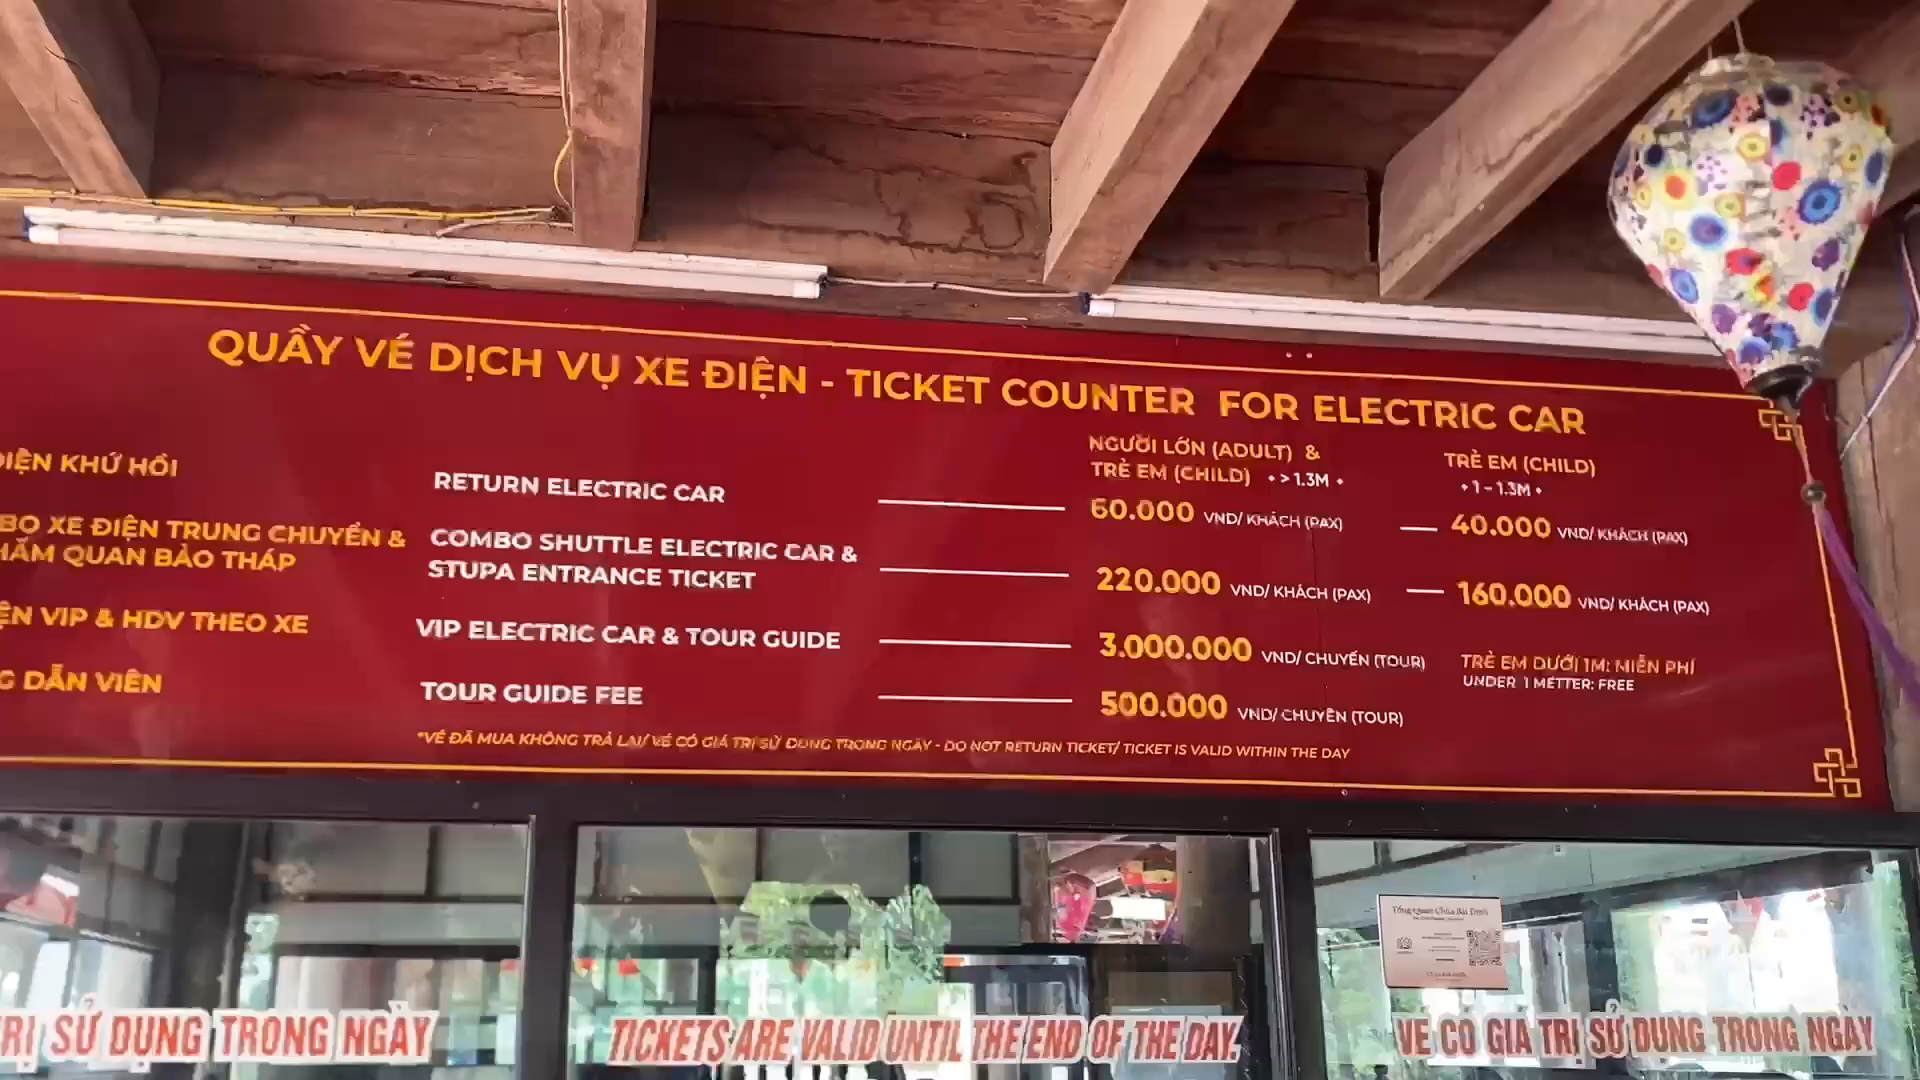 QUẦY VÉ DỊCH VỤ XE ĐIỆN - TICKET COUNTER FOR ELECTRIC CAR
NGƯỜI LỚN (ADULT) &
TRẺ EM (CHILD) • > 1.3M •
TRẺ EM (CHILD)
• 1 - 1.3M •
ĐIỆN KHỨ HỒI
RETURN ELECTRIC CAR
60.000 VND/ KHÁCH (PAX)
40.000 VND/ KHÁCH (PAX)
BO XE ĐIỆN TRUNG CHUYỂN &
HĂM QUAN BẢO THÁP
COMBO SHUTTLE ELECTRIC CAR &
STUPA ENTRANCE TICKET
220.000 VND/ KHÁCH (PAX)
160.000 VND/ KHÁCH (PAX)
ỆN VIP & HDV THEO XE
VIP ELECTRIC CAR & TOUR GUIDE
3.000.000 VND/ CHUYẾN (TOUR)
TRẺ EM DƯỚI 1M: MIỄN PHÍ
UNDER 1 METTER: FREE
G DẪN VIÊN
TOUR GUIDE FEE
500.000 VND/ CHUYẾN (TOUR)
*VÉ ĐÃ MUA KHÔNG TRẢ LẠI/ VÉ CÓ GIÁ TRỊ SỬ DỤNG TRONG NGÀY - DO NOT RETURN TICKET/ TICKET IS VALID WITHIN THE DAY
Tổng Quan Chùa Bái Đính
RỊ SỬ DỤNG TRONG NGÀY
TICKETS ARE VALID UNTIL THE END OF THE DAY.
VÉ CÓ GIÁ TRỊ SỬ DỤNG TRONG NGÀY